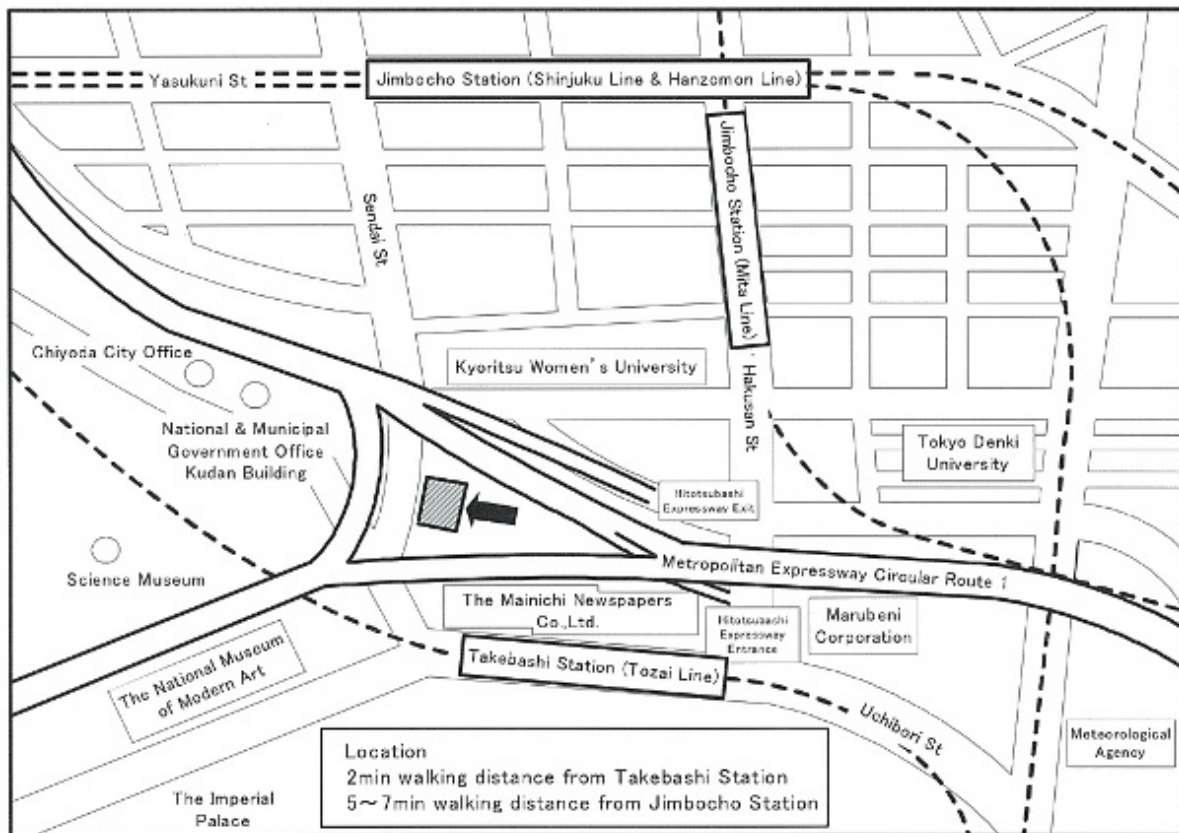 Yasukuni St
Jimbocho Station (Shinjuku Line & Hanzomon Line)
Jimbocho Station (Mita Line)
Sendai St
Chiyoda City Office
Kyoritsu Women's University
Hakusan St
National & Municipal
Government Office
Kudan Building
Tokyo Denki
University
Hitotsubashi
Expressway Exit
Science Museum
Metropolitan Expressway Circular Route 1
The Mainichi Newspapers
Co.,Ltd.
Hitotsubashi
Expressway
Entrance
Marubeni
Corporation
The National Museum
of Modern Art
Takebashi Station (Tozai Line)
Uchibori St
Meteorological
Agency
Location
2min walking distance from Takebashi Station
5~7min walking distance from Jimbocho Station
The Imperial
Palace